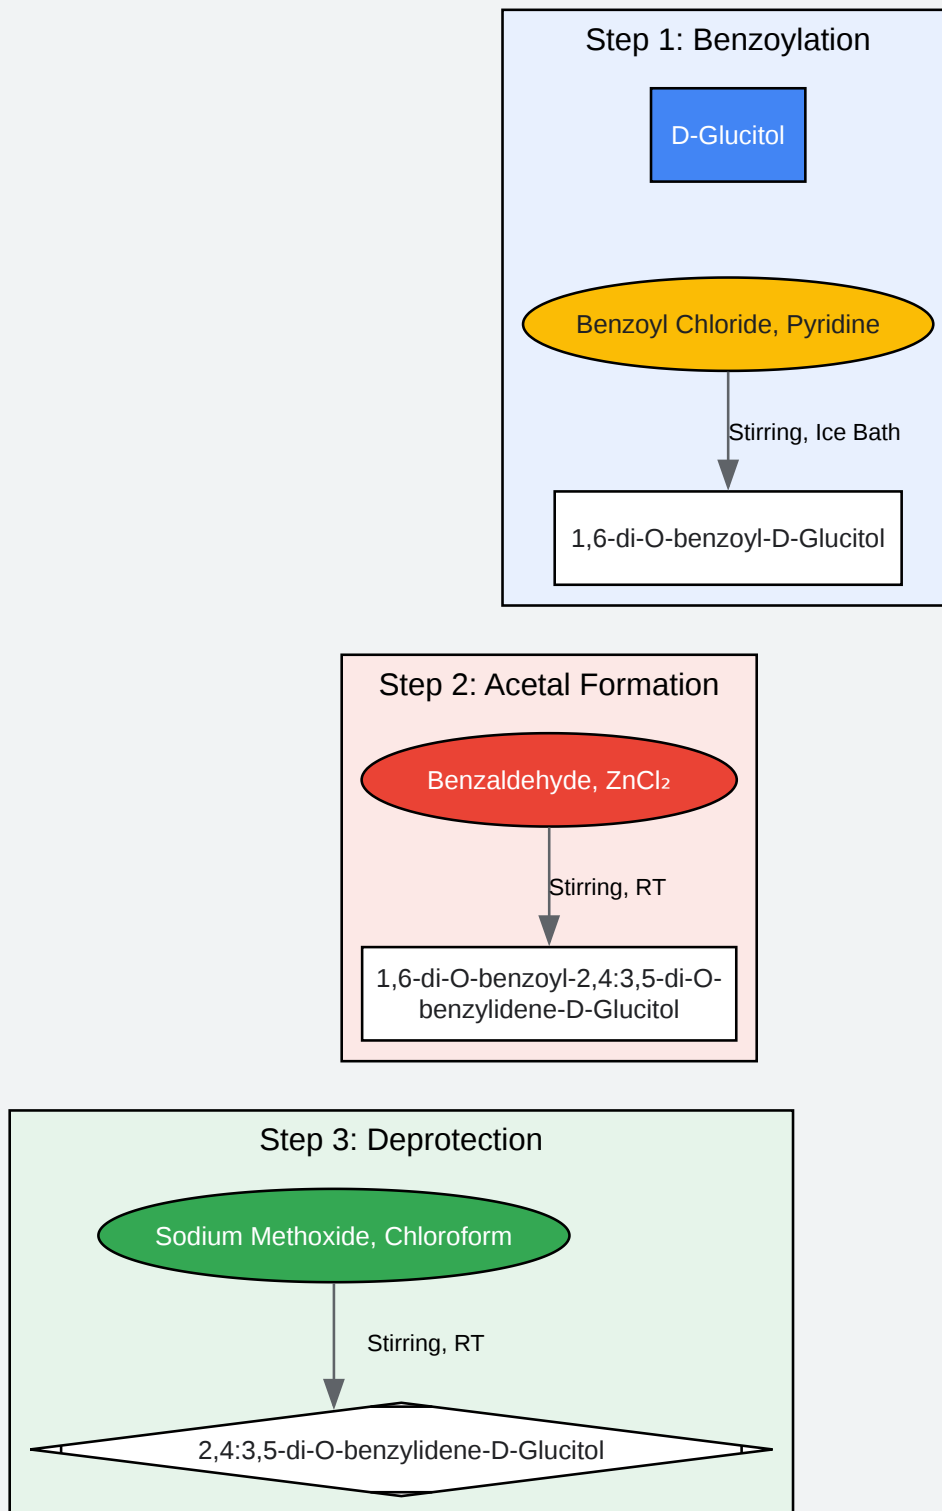 Step 1: Benzoylation
D-Glucitol
Benzoyl Chloride, Pyridine
Stirring, Ice Bath
1,6-di-O-benzoyl-D-Glucitol
Step 2: Acetal Formation
Benzaldehyde, ZnCl₂
Stirring, RT
1,6-di-O-benzoyl-2,4:3,5-di-O-
benzylidene-D-Glucitol
Step 3: Deprotection
Sodium Methoxide, Chloroform
Stirring, RT
2,4:3,5-di-O-benzylidene-D-Glucitol